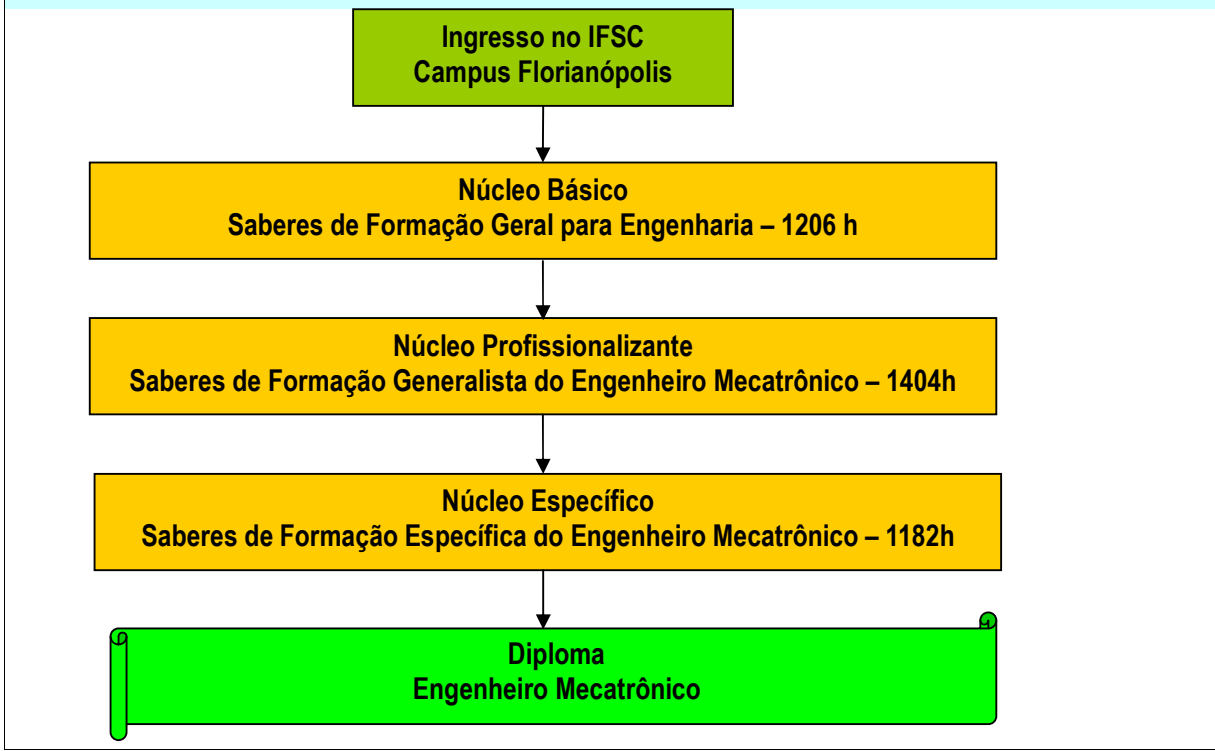 Ingresso no IFSC
Campus Florianópolis
Núcleo Básico
Saberes de Formação Geral para Engenharia – 1206 h
Núcleo Profissionalizante
Saberes de Formação Generalista do Engenheiro Mecatrônico – 1404h
Núcleo Específico
Saberes de Formação Específica do Engenheiro Mecatrônico – 1182h
Diploma
Engenheiro Mecatrônico